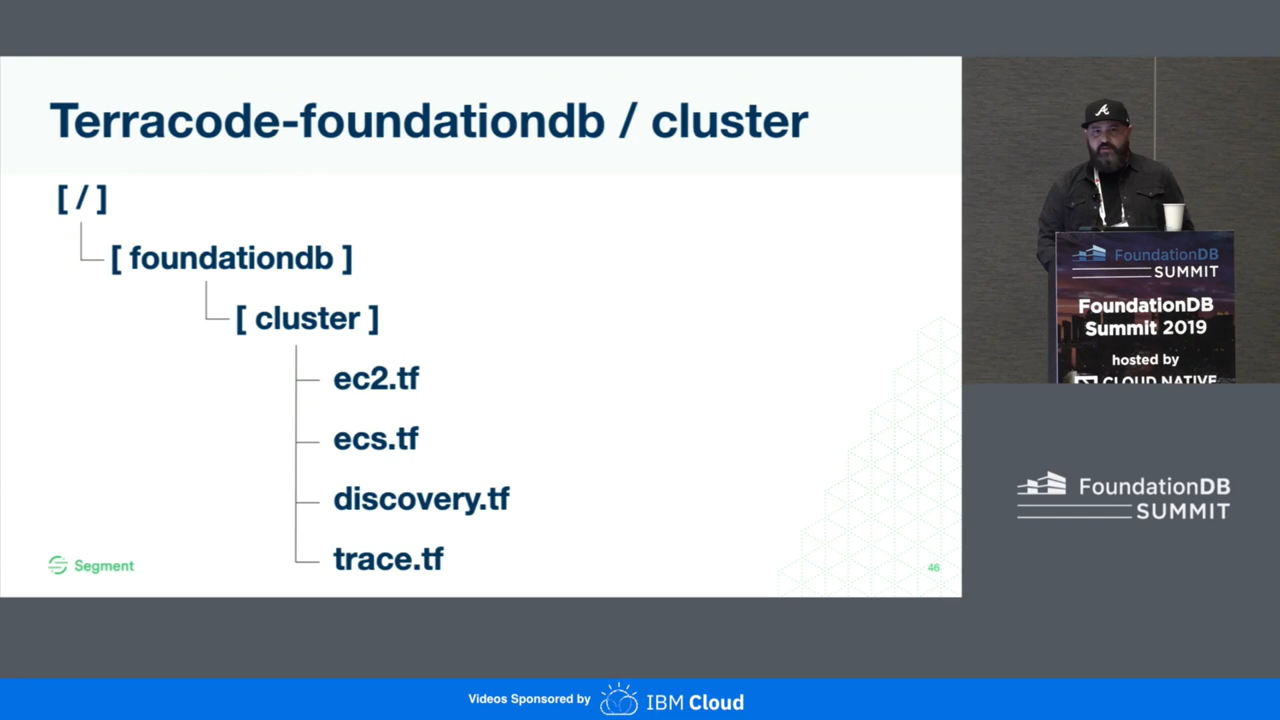 Terracode-foundationdb / cluster
[ / ]
[ foundationdb ]
[ cluster ]
ec2.tf
ecs.tf
discovery.tf
trace.tf
Segment
46
FoundationDB
SUMMIT
FoundationDB
Summit 2019
hosted by
CLOUD NATIVE
FoundationDB
SUMMIT
Videos Sponsored by IBM Cloud